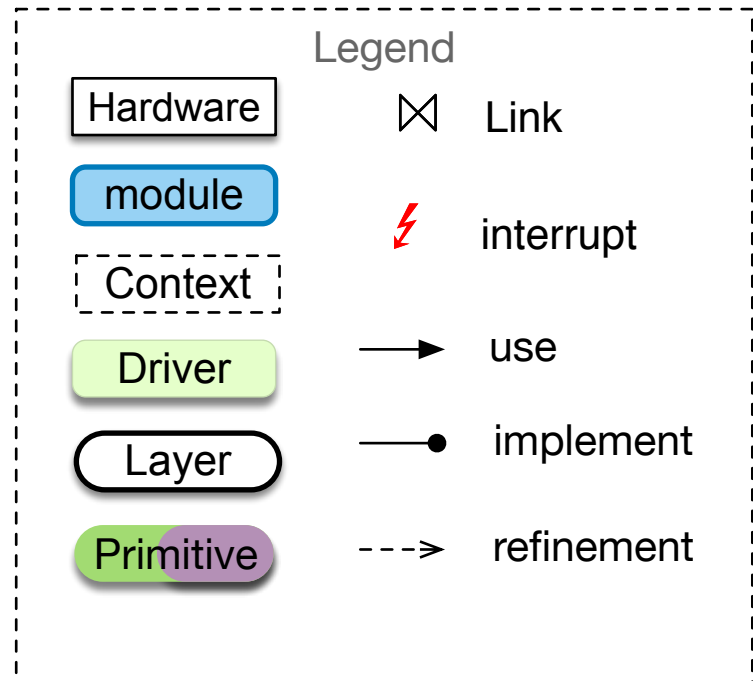 Legend
Hardware
Link
module
interrupt
Context
Driver
use
Layer
implement
Primitive
refinement